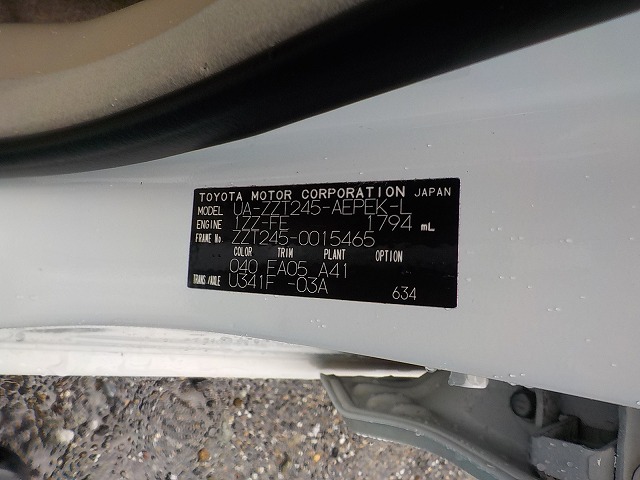 TOYOTA MOTOR CORPORATION JAPAN
MODEL UA-ZZT245-AEPEK-L
ENGINE 1ZZ-FE 1794 mL
FRAME No. ZZT245-0015465
COLOR TRIM PLANT OPTION
040 FA05 A41
TRANS/AXLE U341F -03A
634